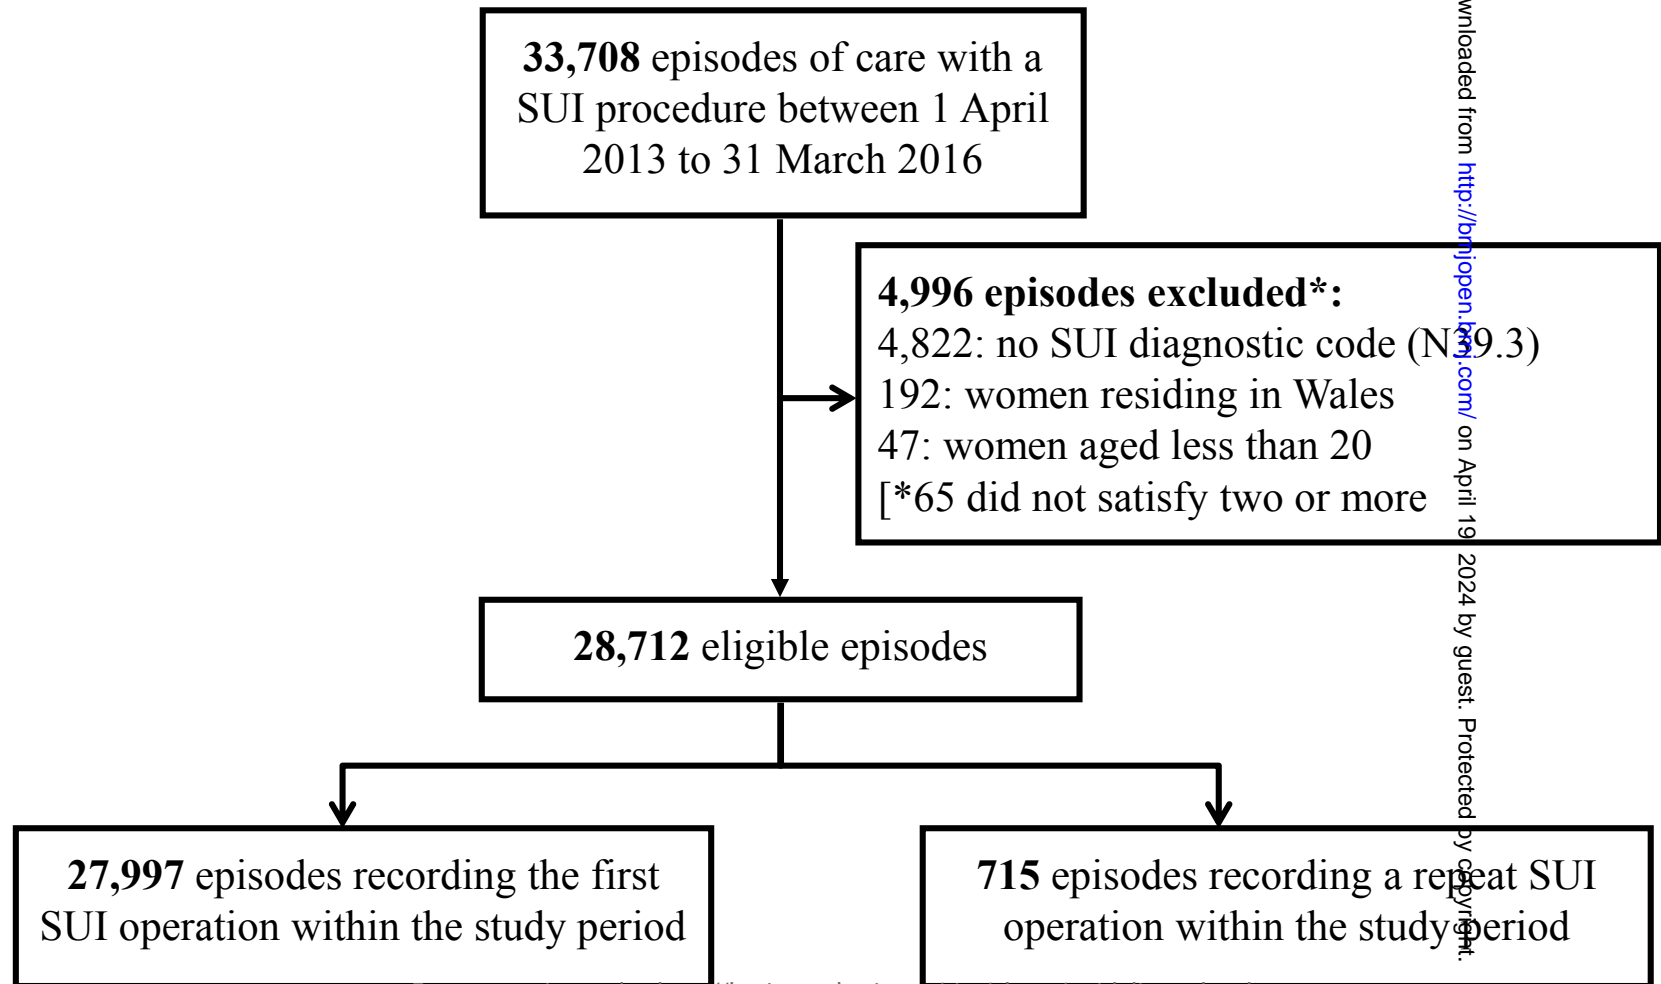 33,708 episodes of care with a
SUI procedure between 1 April
2013 to 31 March 2016
4,996 episodes excluded*:
4,822: no SUI diagnostic code (N39.3)
192: women residing in Wales
47: women aged less than 20
[*65 did not satisfy two or more
28,712 eligible episodes
27,997 episodes recording the first
SUI operation within the study period
715 episodes recording a repeat SUI
operation within the study period
wnloaded from http://bmjopen.bmj.com/ on April 19, 2024 by guest. Protected by copyright.